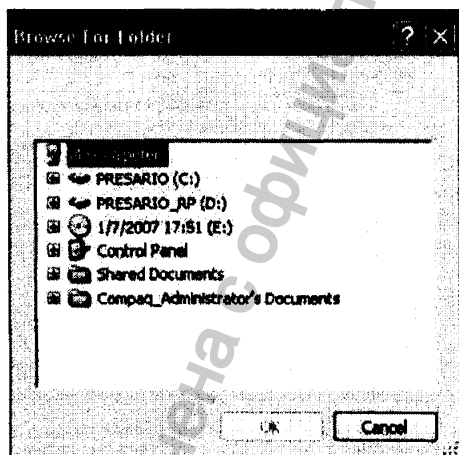 Browse For Folder
PRESARIO (C:)
PRESARIO_RP (D:)
1/7/2007 17:51 (E:)
Control Panel
Shared Documents
Compaq_Administrator's Documents
OK
Cancel